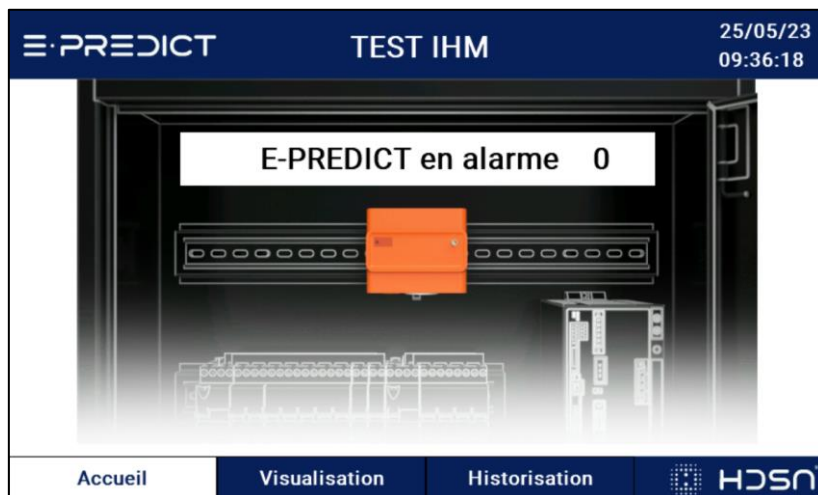 E·PREDICT
TEST IHM
25/05/23
09:36:18
E-PREDICT en alarme 0
Accueil
Visualisation
Historisation
HDSN